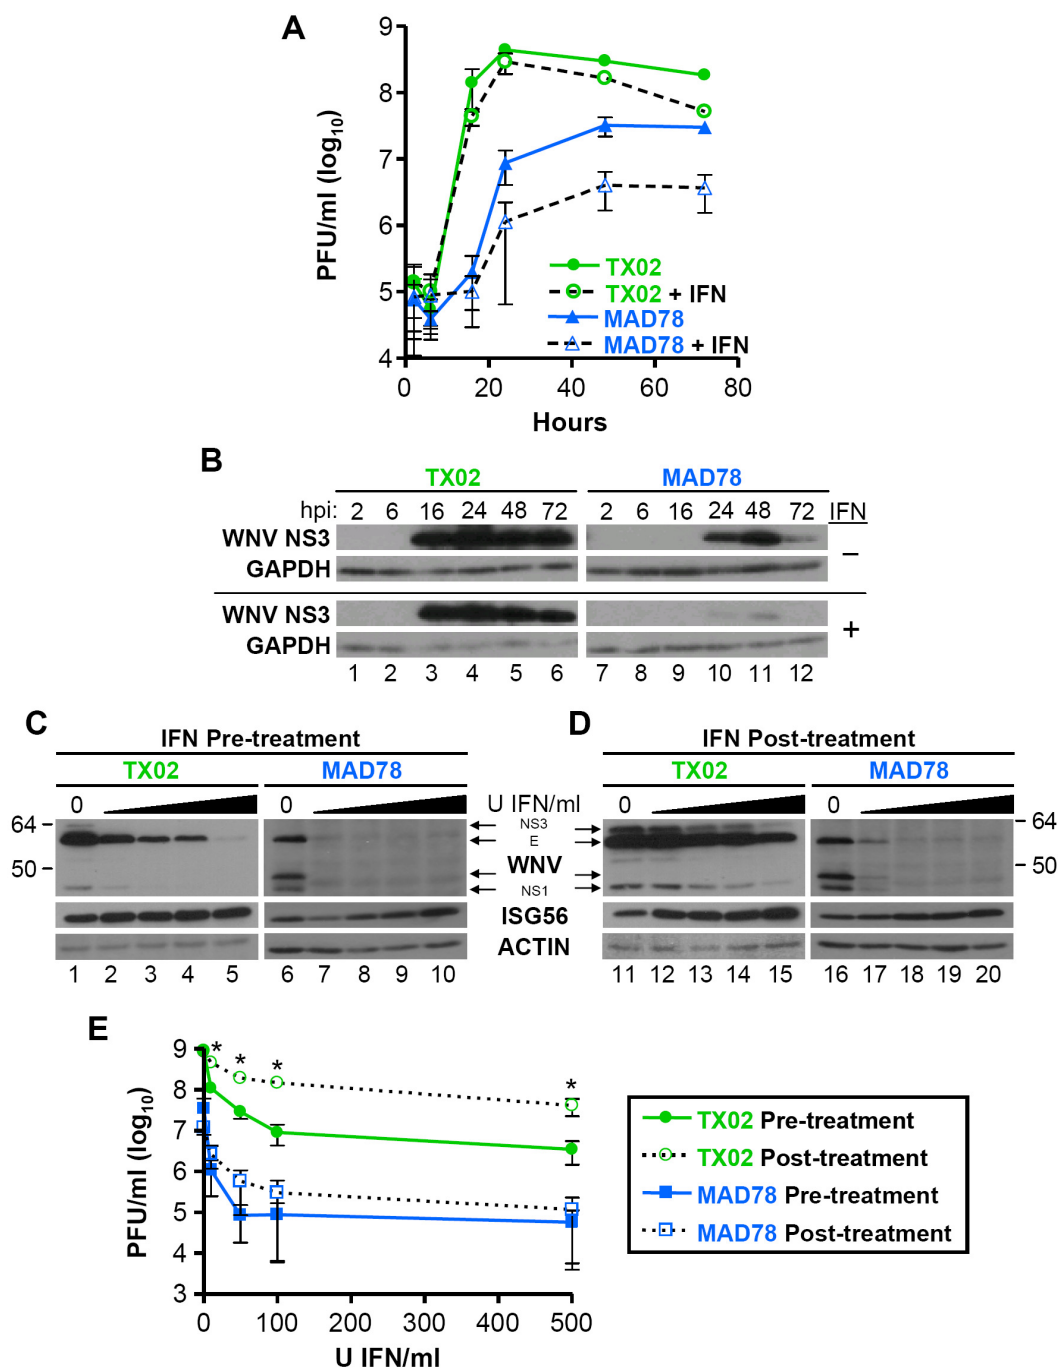 A
9
8
7
6
5
4
PFU/ml (log10)
0 20 40 60 80
Hours
TX02
TX02 + IFN
MAD78
MAD78 + IFN
B
TX02 MAD78
hpi: 2 6 16 24 48 72 2 6 16 24 48 72 IFN
WNV NS3
GAPDH
–
WNV NS3
GAPDH
+
1 2 3 4 5 6 7 8 9 10 11 12
C
IFN Pre-treatment
TX02 MAD78
0 0 U IFN/ml
64
50
NS3
E
WNV
NS1
ISG56
ACTIN
1 2 3 4 5 6 7 8 9 10
D
IFN Post-treatment
TX02 MAD78
0 0
64
50
11 12 13 14 15 16 17 18 19 20
E
9
8
7
6
5
4
3
PFU/ml (log10)
* * * *
0 100 200 300 400 500
U IFN/ml
TX02 Pre-treatment
TX02 Post-treatment
MAD78 Pre-treatment
MAD78 Post-treatment